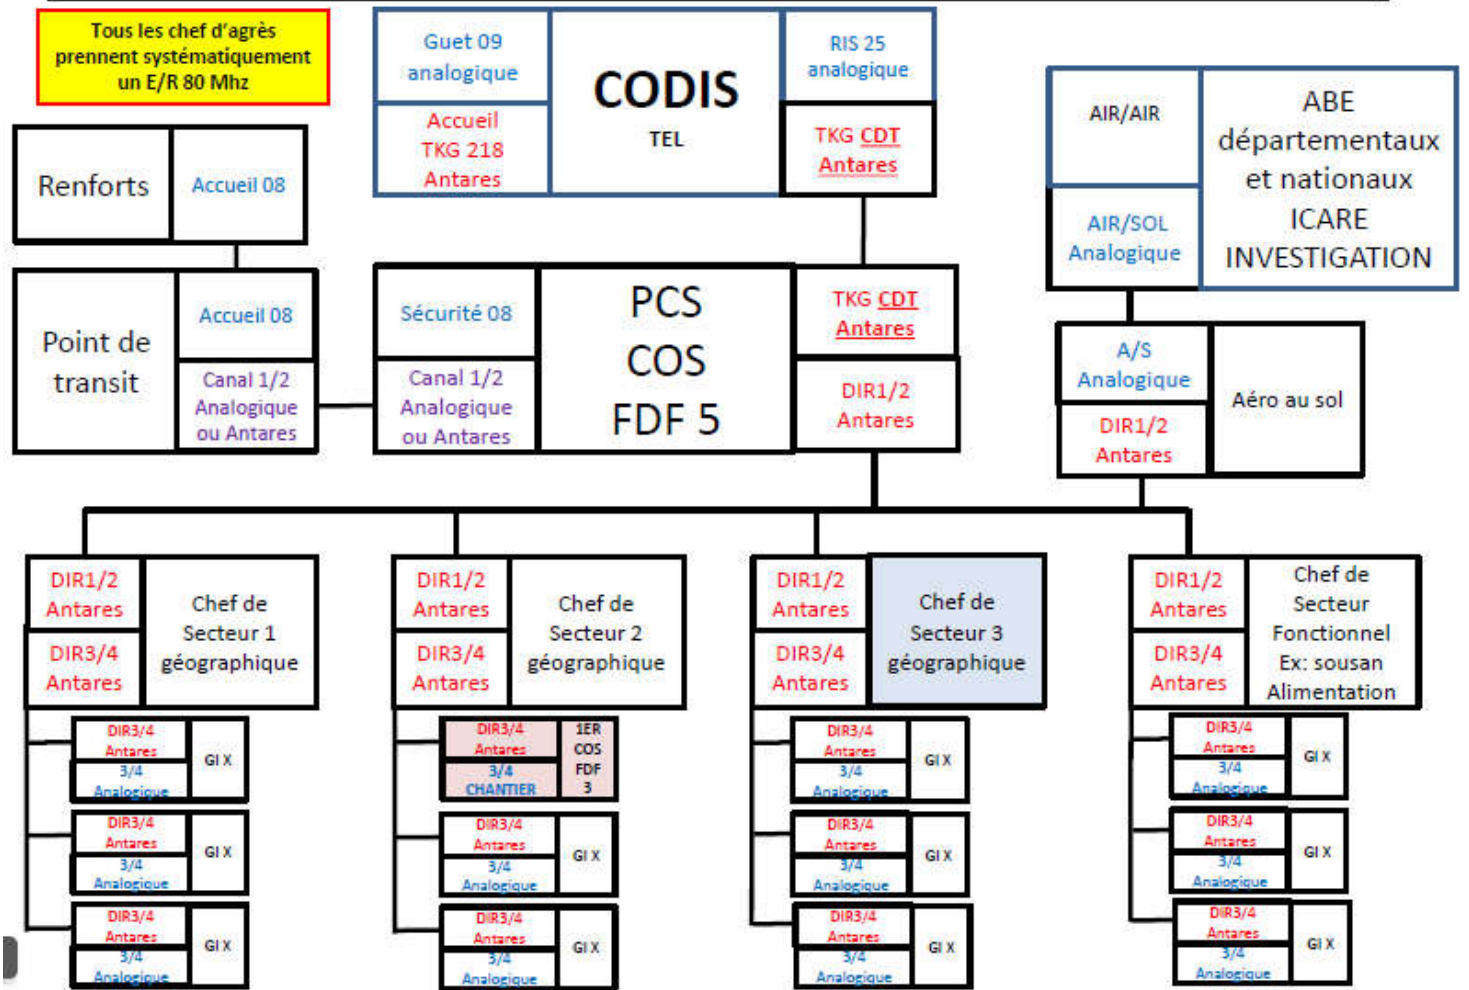 Tous les chef d’agrès
prennent systématiquement
un E/R 80 Mhz
Guet 09
analogique
Accueil
TKG 218
Antares
CODIS
TEL
RIS 25
analogique
TKG CDT
Antares
AIR/AIR
AIR/SOL
Analogique
ABE
départementaux
et nationaux
ICARE
INVESTIGATION
Renforts
Accueil 08
Point de
transit
Accueil 08
Canal 1/2
Analogique
ou Antares
Sécurité 08
Canal 1/2
Analogique
ou Antares
PCS
COS
FDF 5
TKG CDT
Antares
DIR1/2
Antares
A/S
Analogique
DIR1/2
Antares
Aéro au sol
DIR1/2
Antares
DIR3/4
Antares
Chef de
Secteur 1
géographique
DIR3/4
Antares
3/4
Analogique
GI X
DIR3/4
Antares
3/4
Analogique
GI X
DIR3/4
Antares
3/4
Analogique
GI X
DIR1/2
Antares
DIR3/4
Antares
Chef de
Secteur 2
géographique
DIR3/4
Antares
3/4
CHANTIER
1ER
COS
FDF
3
DIR3/4
Antares
3/4
Analogique
GI X
DIR3/4
Antares
3/4
Analogique
GI X
DIR1/2
Antares
DIR3/4
Antares
Chef de
Secteur 3
géographique
DIR3/4
Antares
3/4
Analogique
GI X
DIR3/4
Antares
3/4
Analogique
GI X
DIR3/4
Antares
3/4
Analogique
GI X
DIR1/2
Antares
DIR3/4
Antares
Chef de
Secteur
Fonctionnel
Ex: sousan
Alimentation
DIR3/4
Antares
3/4
Analogique
GI X
DIR3/4
Antares
3/4
Analogique
GI X
DIR3/4
Antares
3/4
Analogique
GI X